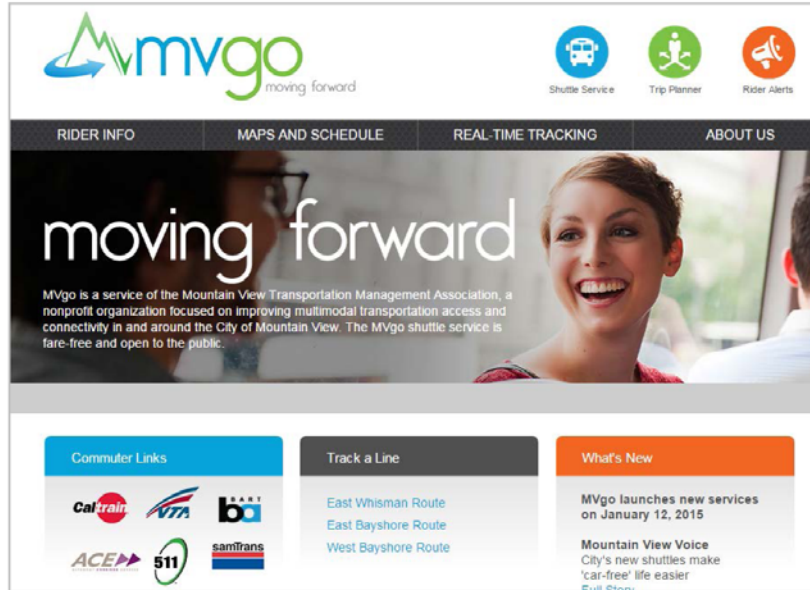 mvgo
moving forward
Shuttle Service
Trip Planner
Rider Alerts
RIDER INFO
MAPS AND SCHEDULE
REAL-TIME TRACKING
ABOUT US
moving forward
MVgo is a service of the Mountain View Transportation Management Association, a
nonprofit organization focused on improving multimodal transportation access and
connectivity in and around the City of Mountain View. The MVgo shuttle service is
fare-free and open to the public.
Commuter Links
Caltrain
VTA
BART
ba
ACE
511
samTrans
Track a Line
East Whisman Route
East Bayshore Route
West Bayshore Route
What's New
MVgo launches new services
on January 12, 2015
Mountain View Voice
City's new shuttles make
'car-free' life easier
Full Story